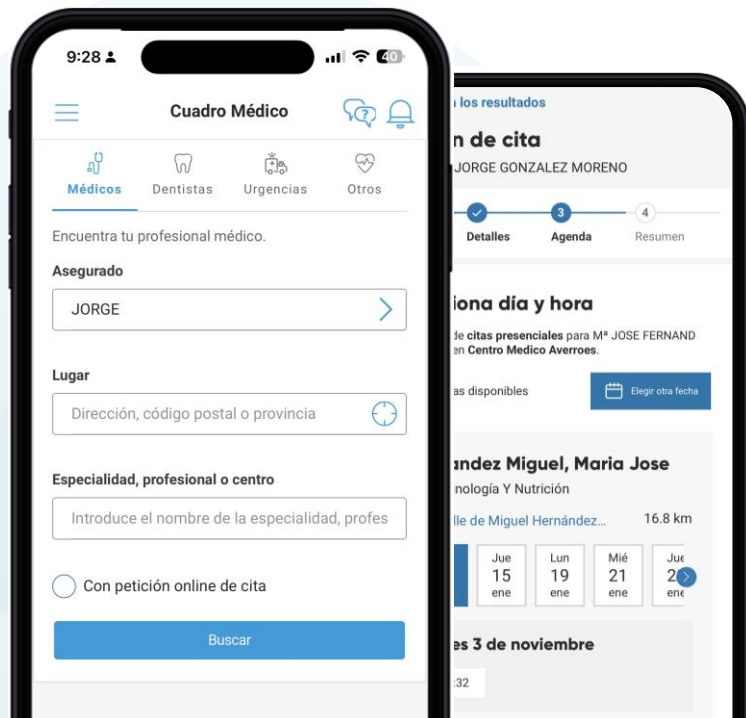 9:28
40
Cuadro Médico
Médicos Dentistas Urgencias Otros
Encuentra tu profesional médico.
Asegurado
JORGE
Lugar
Dirección, código postal o provincia
Especialidad, profesional o centro
Introduce el nombre de la especialidad, profes
Con petición online de cita
Buscar
los resultados
n de cita
JORGE GONZALEZ MORENO
3 4
Detalles Agenda Resumen
iona día y hora
de citas presenciales para Mª JOSE FERNAND
en Centro Medico Averroes.
as disponibles
Elegir otra fecha
andez Miguel, Maria Jose
nología Y Nutrición
lle de Miguel Hernández... 16.8 km
Jue Lun Mié Jue
15 19 21 2
ene ene ene ene
es 3 de noviembre
:32